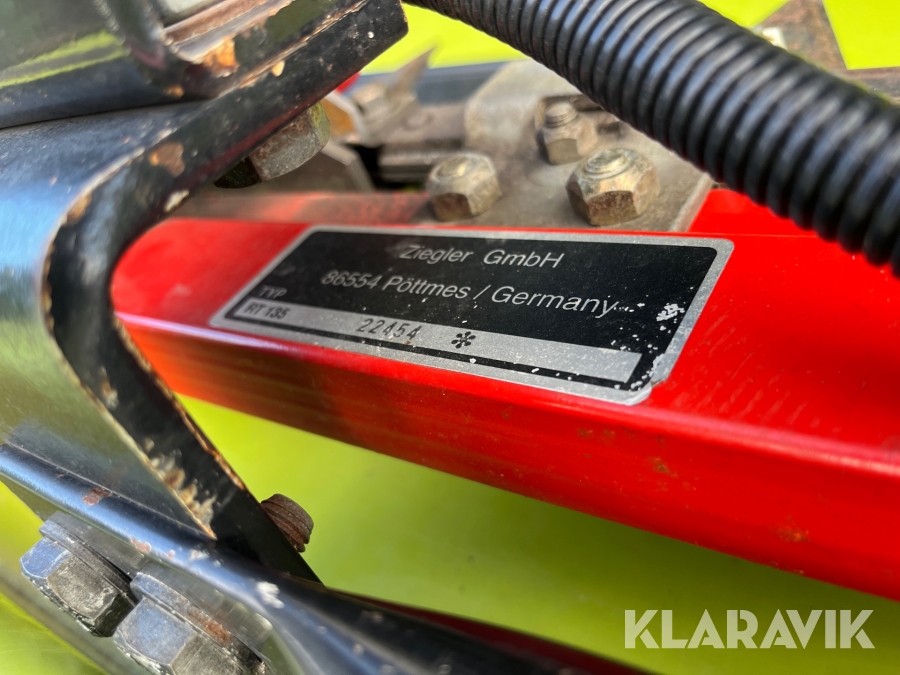 Ziegler GmbH
86554 Pöttmes / Germany
TYP
RT 135 22454 *
KLARAVIK